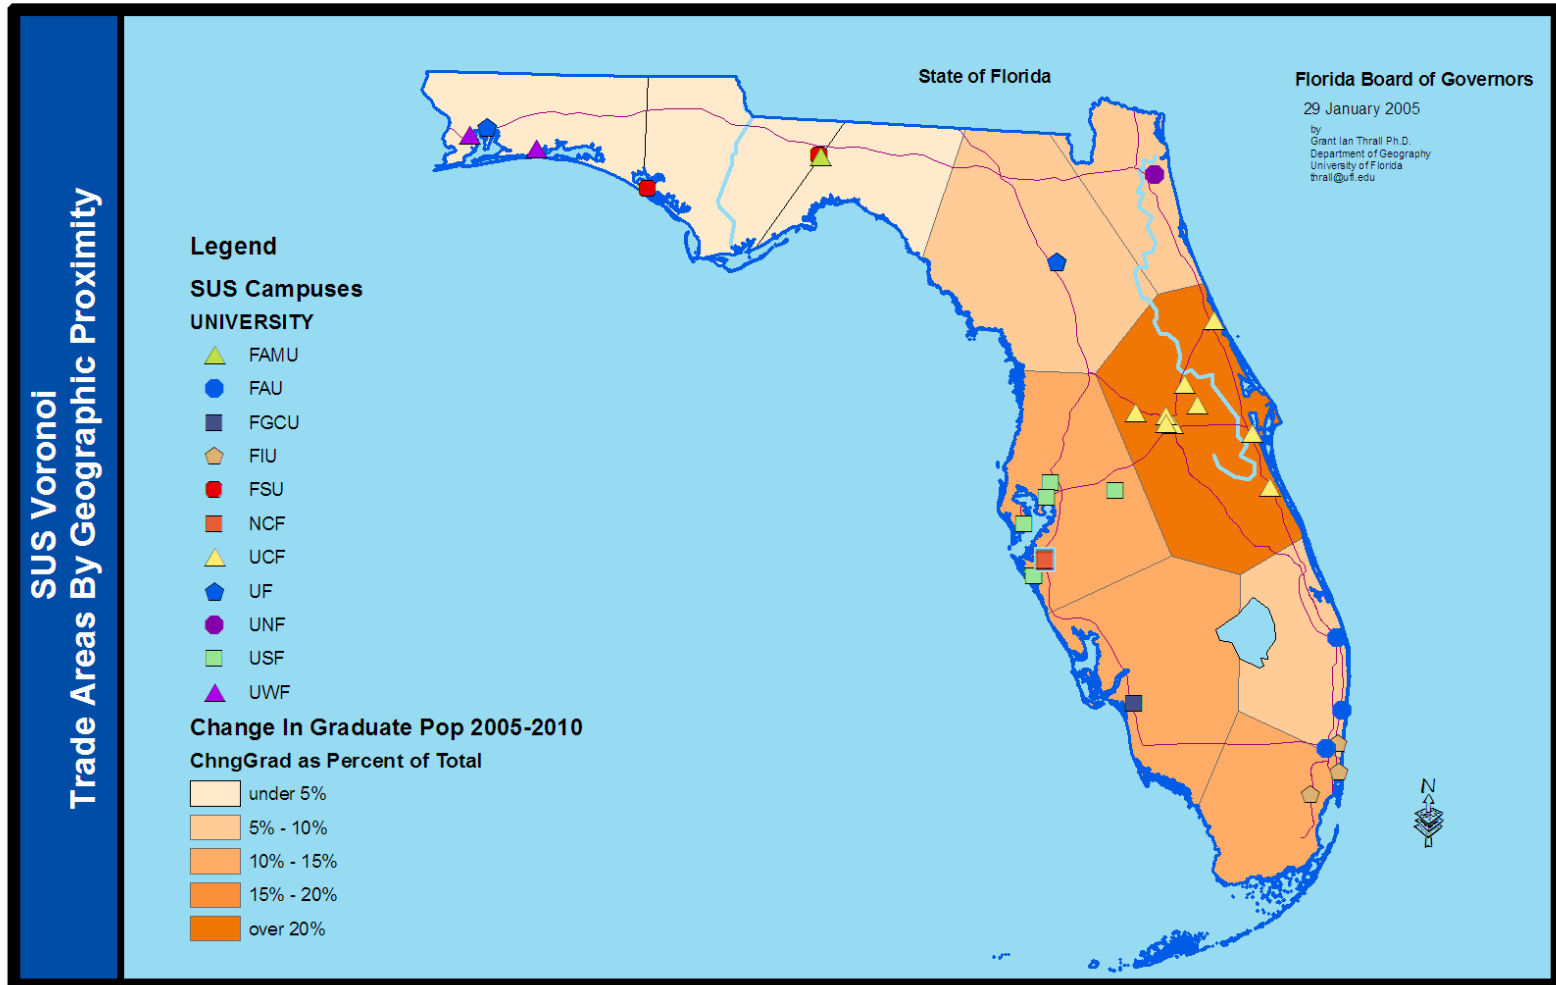 SUS Voronoi
Trade Areas By Geographic Proximity
State of Florida
Florida Board of Governors
29 January 2005
by
Grant Ian Thrall Ph.D.
Department of Geography
University of Florida
thrall@ufl.edu
Legend
SUS Campuses
UNIVERSITY
FAMU
FAU
FGCU
FIU
FSU
NCF
UCF
UF
UNF
USF
UWF
Change In Graduate Pop 2005-2010
ChngGrad as Percent of Total
under 5%
5% - 10%
10% - 15%
15% - 20%
over 20%
N